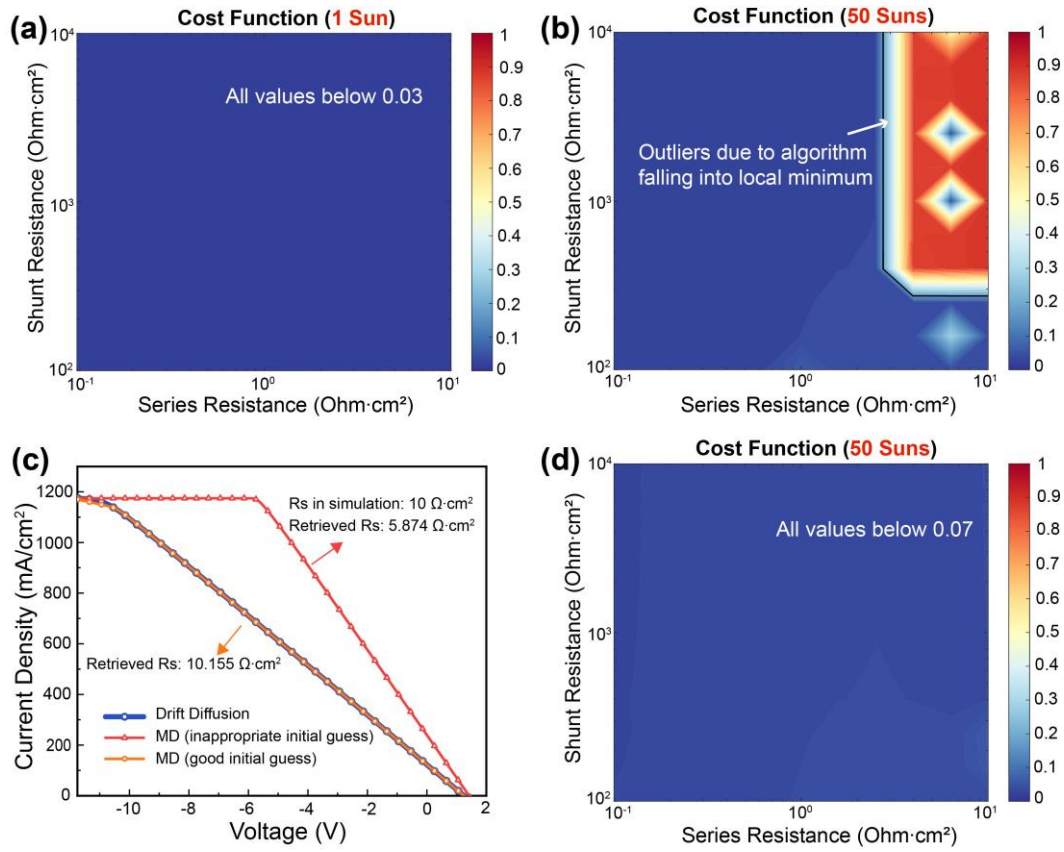 (a)
Cost Function (1 Sun)
Shunt Resistance (Ohm·cm²)
10⁴
10³
10²
All values below 0.03
10⁻¹
10⁰
10¹
Series Resistance (Ohm·cm²)
1
0.9
0.8
0.7
0.6
0.5
0.4
0.3
0.2
0.1
0
(b)
Cost Function (50 Suns)
Shunt Resistance (Ohm·cm²)
10⁴
10³
10²
Outliers due to algorithm
falling into local minimum
10⁻¹
10⁰
10¹
Series Resistance (Ohm·cm²)
1
0.9
0.8
0.7
0.6
0.5
0.4
0.3
0.2
0.1
0
(c)
Current Density (mA/cm²)
1200
1000
800
600
400
200
0
Rs in simulation: 10 Ω·cm²
Retrieved Rs: 5.874 Ω·cm²
Retrieved Rs: 10.155 Ω·cm²
Drift Diffusion
MD (inappropriate initial guess)
MD (good initial guess)
-10
-8
-6
-4
-2
0
2
Voltage (V)
(d)
Cost Function (50 Suns)
Shunt Resistance (Ohm·cm²)
10⁴
10³
10²
All values below 0.07
10⁻¹
10⁰
10¹
Series Resistance (Ohm·cm²)
1
0.9
0.8
0.7
0.6
0.5
0.4
0.3
0.2
0.1
0